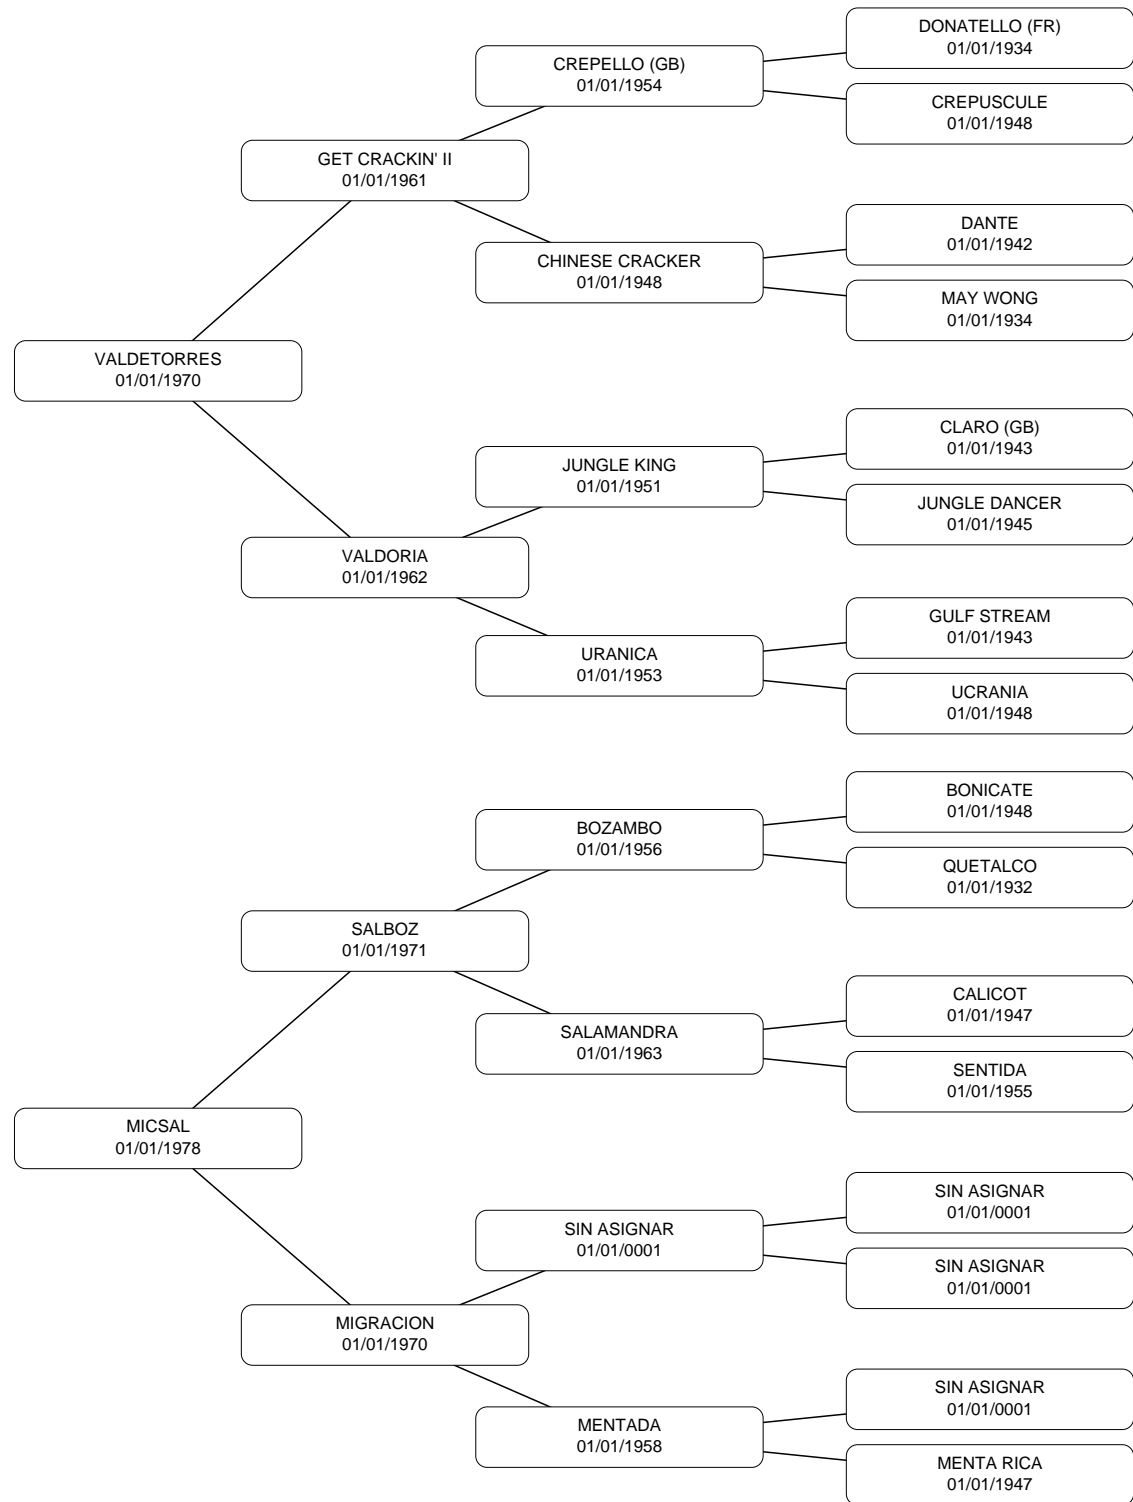 DONATELLO (FR)
01/01/1934
CREPELLO (GB)
01/01/1954
CREPUSCULE
01/01/1948
GET CRACKIN' II
01/01/1961
DANTE
01/01/1942
CHINESE CRACKER
01/01/1948
MAY WONG
01/01/1934
VALDETORRES
01/01/1970
CLARO (GB)
01/01/1943
JUNGLE KING
01/01/1951
JUNGLE DANCER
01/01/1945
VALDORIA
01/01/1962
GULF STREAM
01/01/1943
URANICA
01/01/1953
UCRANIA
01/01/1948
BONICATE
01/01/1948
BOZAMBO
01/01/1956
QUETALCO
01/01/1932
SALBOZ
01/01/1971
CALICOT
01/01/1947
SALAMANDRA
01/01/1963
SENTIDA
01/01/1955
MICSAL
01/01/1978
SIN ASIGNAR
01/01/0001
SIN ASIGNAR
01/01/0001
SIN ASIGNAR
01/01/0001
MIGRACION
01/01/1970
SIN ASIGNAR
01/01/0001
MENTADA
01/01/1958
MENTA RICA
01/01/1947